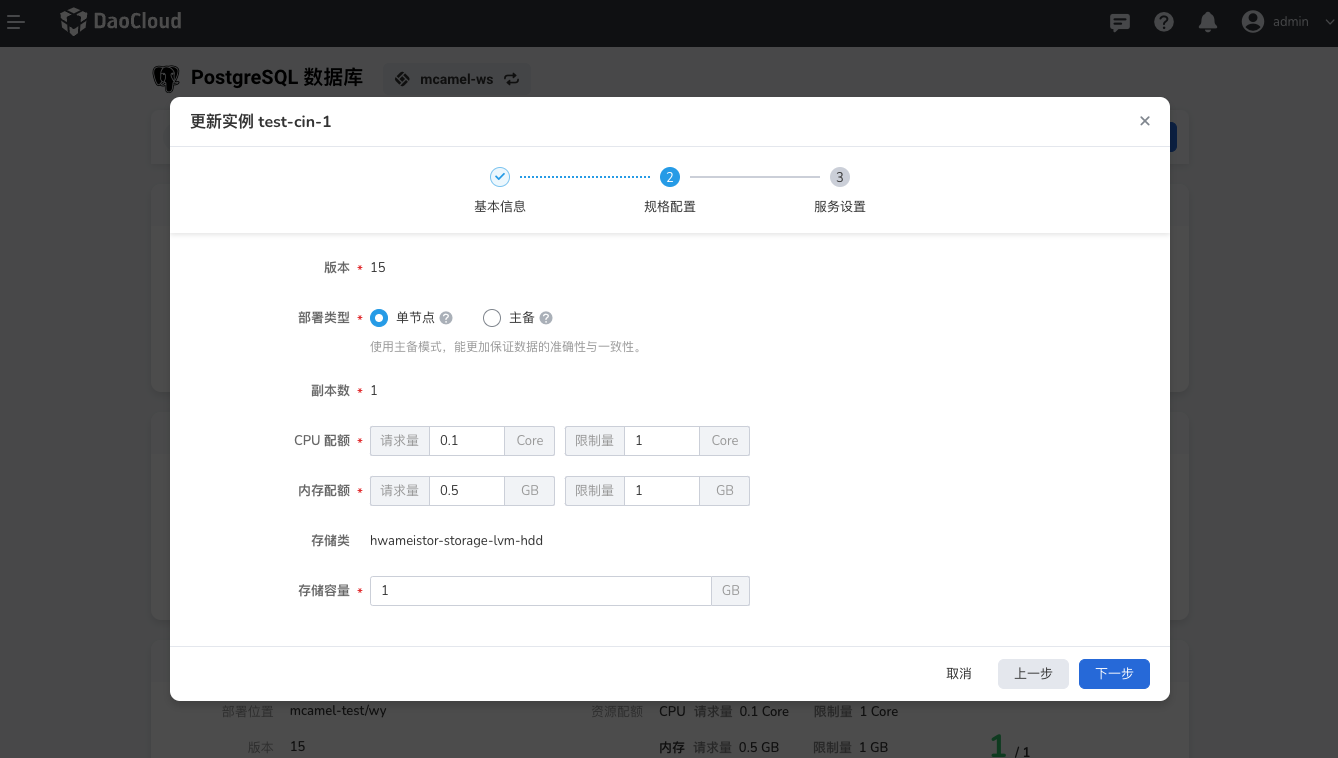 DaoCloud
admin
PostgreSQL 数据库
mcamel-ws
更新实例 test-cin-1
2
3
基本信息
规格配置
服务设置
版本 * 15
部署类型 * 单节点 ? 主备 ?
使用主备模式，能更加保证数据的准确性与一致性。
副本数 * 1
CPU 配额 * 请求量 0.1 Core 限制量 1 Core
内存配额 * 请求量 0.5 GB 限制量 1 GB
存储类 hwameistor-storage-lvm-hdd
存储容量 * 1 GB
取消 上一步 下一步
部署位置 mcamel-test/wy 资源配额 CPU 请求量 0.1 Core 限制量 1 Core
版本 15 内存 请求量 0.5 GB 限制量 1 GB 1 / 1